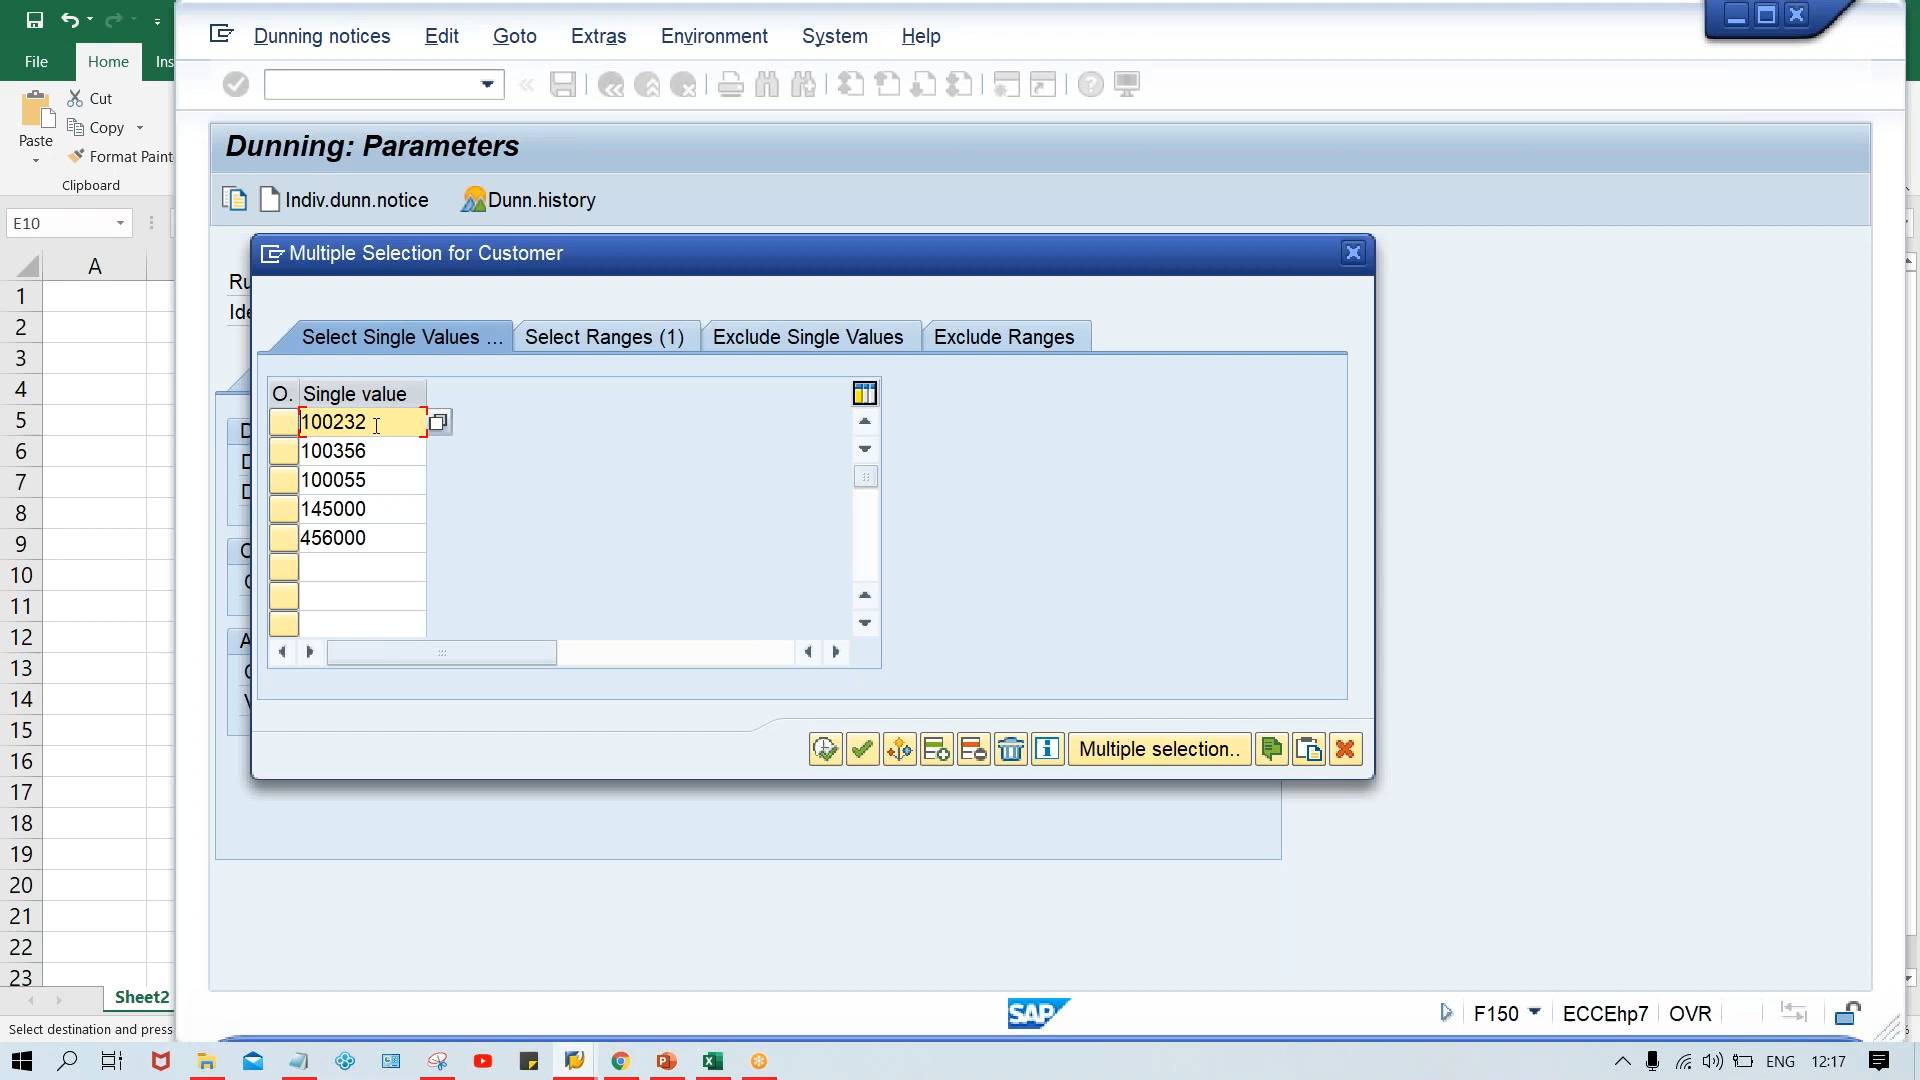 File
Home
Ins
Cut
Copy
Paste
Format Paint
Clipboard
E10
A
1
2
3
4
5
6
7
8
9
10
11
12
13
14
15
16
17
18
19
20
21
22
23
Sheet2
Select destination and press
Dunning notices Edit Goto Extras Environment System Help
Dunning: Parameters
Indiv.dunn.notice Dunn.history
Ru
Ide
Multiple Selection for Customer
Select Single Values ... Select Ranges (1) Exclude Single Values Exclude Ranges
O. Single value
100232
100356
100055
145000
456000
Multiple selection..
SAP
F150 ECCEhp7 OVR
ENG 12:17